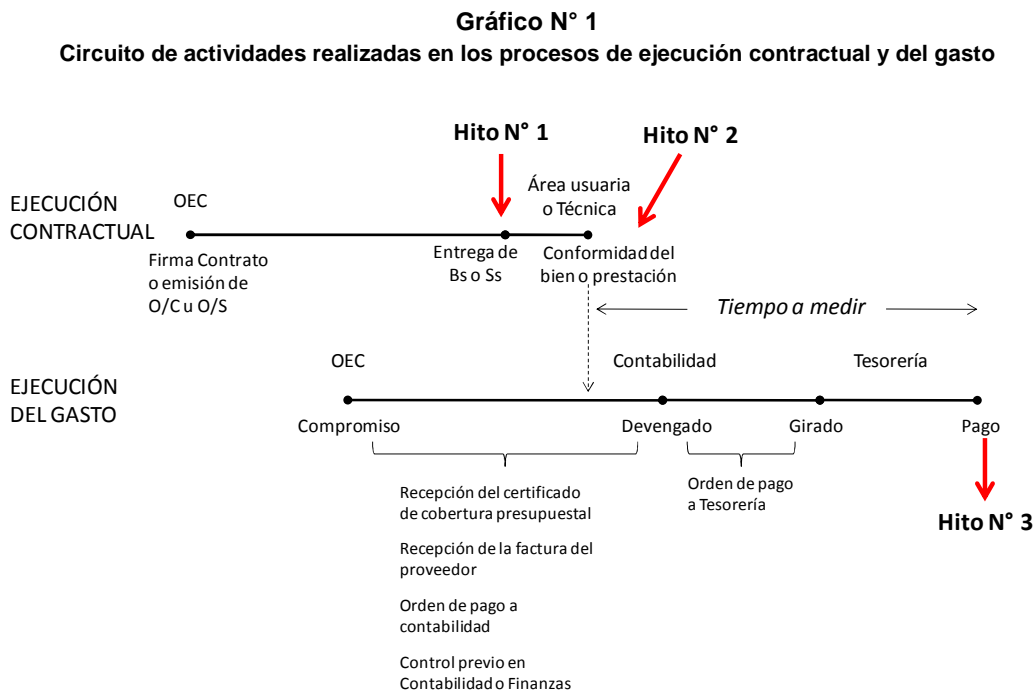 Gráfico N° 1
Circuito de actividades realizadas en los procesos de ejecución contractual y del gasto
Hito N° 1
Hito N° 2
EJECUCIÓN
CONTRACTUAL
OEC
Área usuaria
o Técnica
Firma Contrato
o emisión de
O/C u O/S
Entrega de
Bs o Ss
Conformidad del
bien o prestación
Tiempo a medir
EJECUCIÓN
DEL GASTO
OEC
Contabilidad
Tesorería
Compromiso
Devengado
Girado
Pago
Recepción del certificado
de cobertura presupuestal
Recepción de la factura del
proveedor
Orden de pago a
contabilidad
Control previo en
Contabilidad o Finanzas
Orden de pago
a Tesorería
Hito N° 3